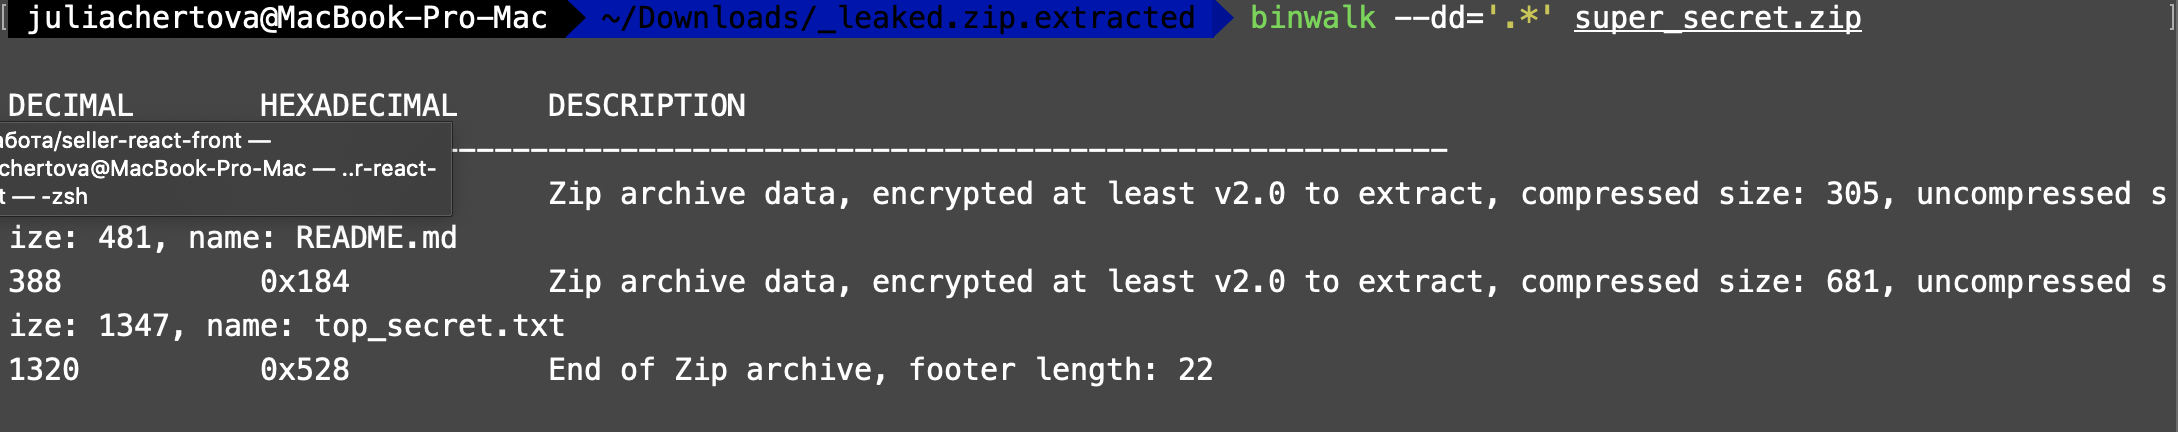 juliachertova@MacBook-Pro-Mac ~/Downloads/_leaked.zip.extracted binwalk --dd='.*' super_secret.zip
DECIMAL HEXADECIMAL DESCRIPTION
абота/seller-react-front —
chertova@MacBook-Pro-Mac — ..r-react-
t — -zsh
--------------------------------------------------------
Zip archive data, encrypted at least v2.0 to extract, compressed size: 305, uncompressed s
ize: 481, name: README.md
388 0x184 Zip archive data, encrypted at least v2.0 to extract, compressed size: 681, uncompressed s
ize: 1347, name: top_secret.txt
1320 0x528 End of Zip archive, footer length: 22